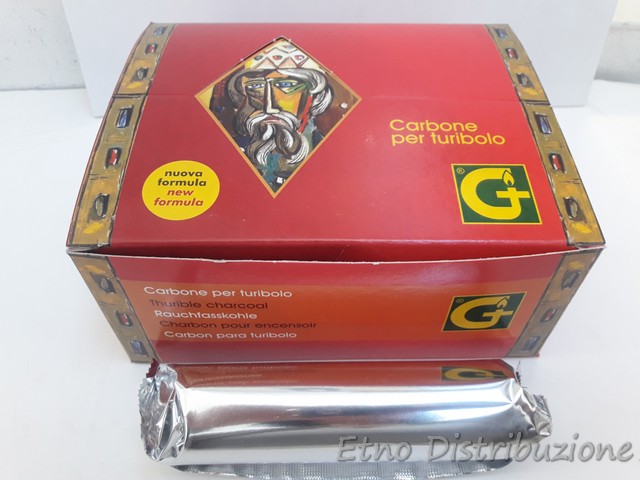 Carbone
per turibolo
nuova
formula
new
formula
G
®
Carbone per turibolo
Thurible charcoal
Rauchfasskohle
Charbon pour encensoir
Carbon para turibolo
G
®
Etno Distribuzione